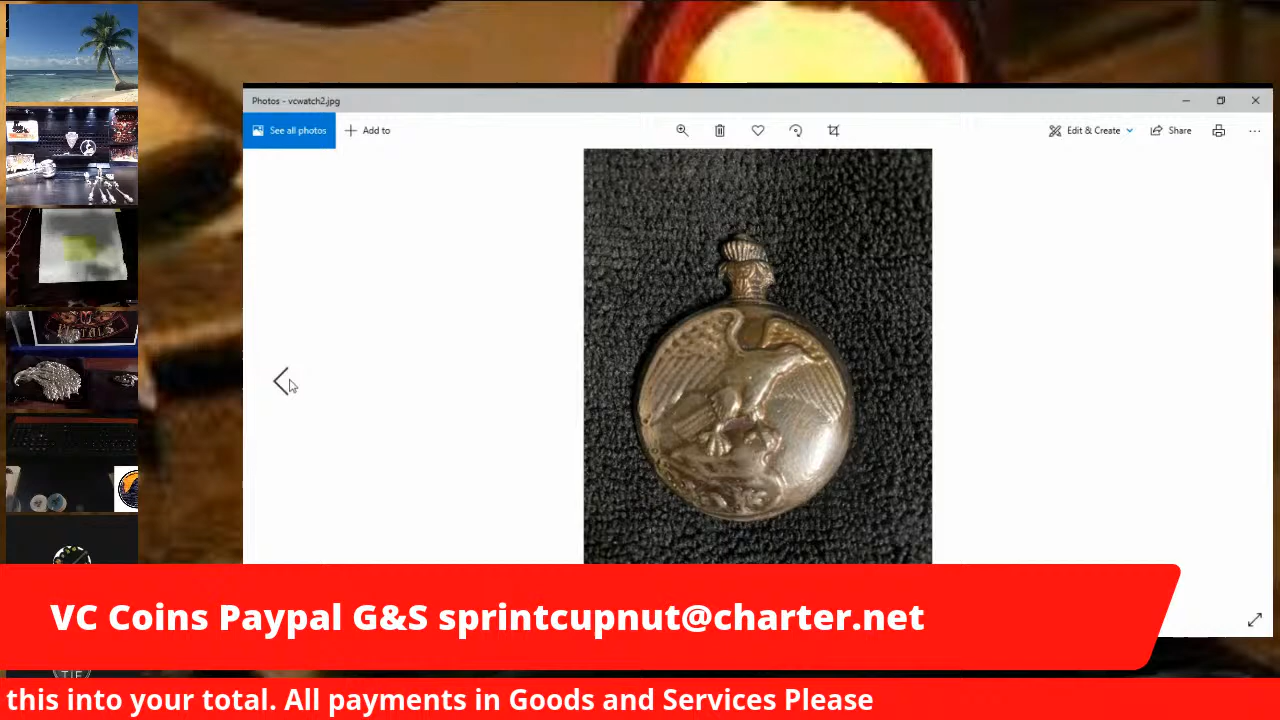 Photos - vcwatch2.jpg
See all photos
Add to
Edit & Create
Share
VC Coins Paypal G&S sprintcupnut@charter.net
this into your total. All payments in Goods and Services Please